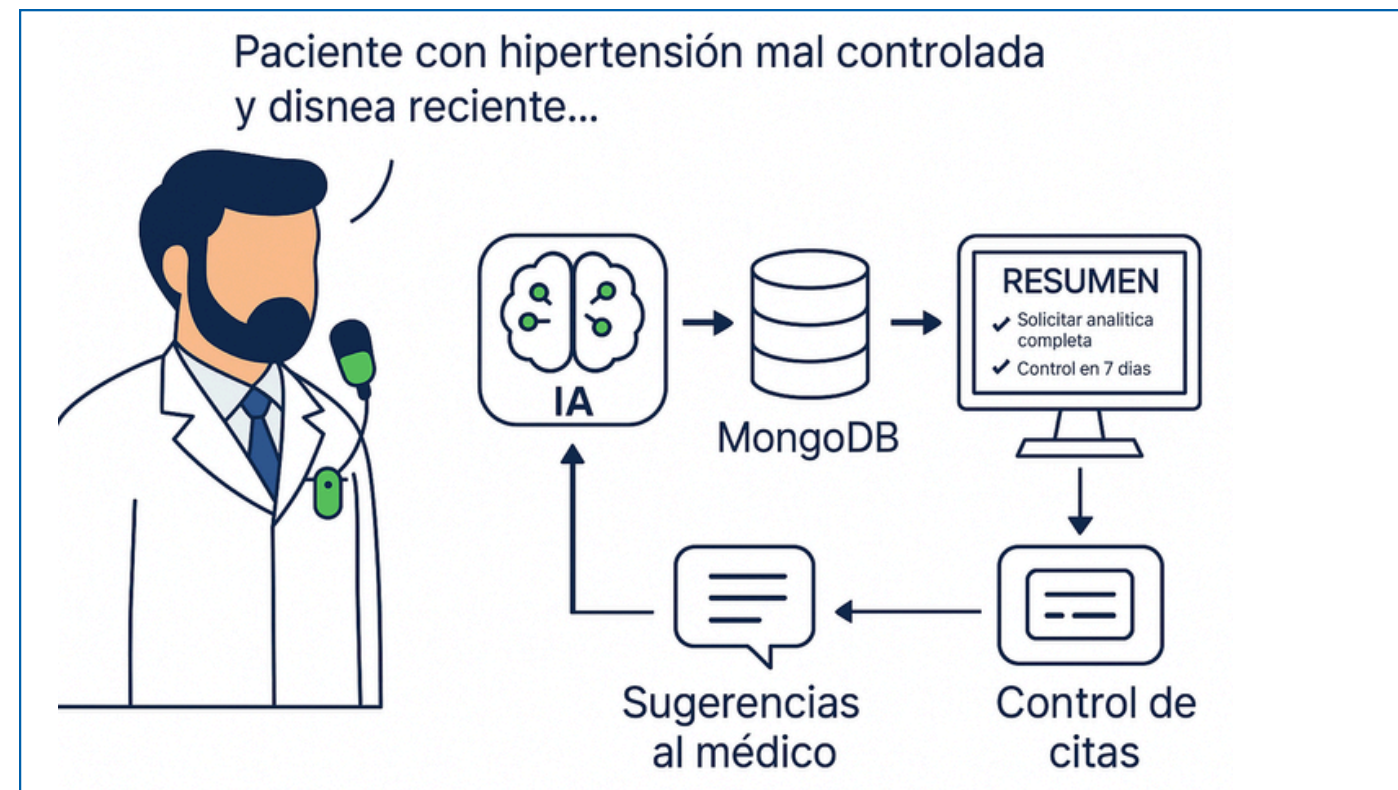 Paciente con hipertensión mal controlada
y disnea reciente...
IA
MongoDB
RESUMEN
Solicitar analitica
completa
Control en 7 dias
Sugerencias
al médico
Control de
citas